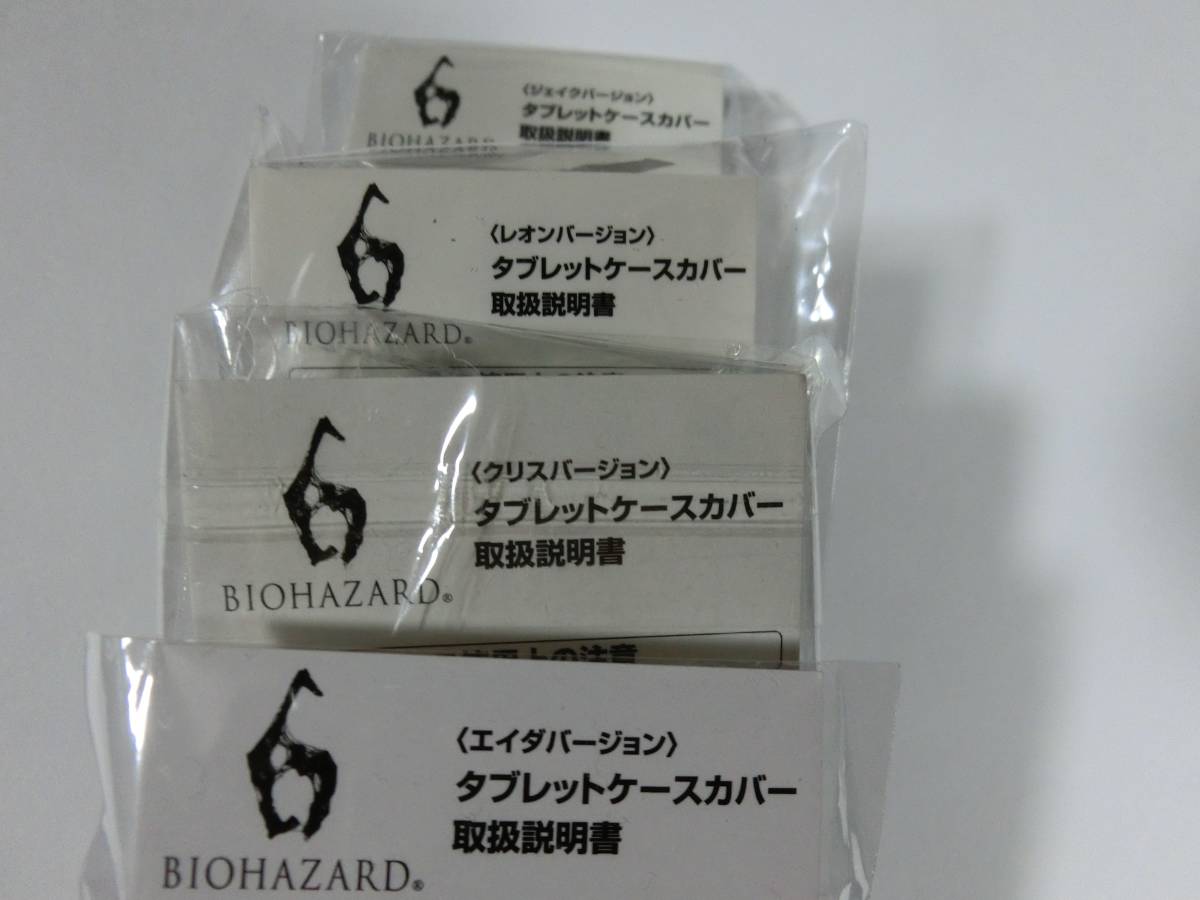 6
BIOHAZARD
〈ジェイクバージョン〉
タブレットケースカバー
取扱説明書
6
BIOHAZARD®
〈レオンバージョン〉
タブレットケースカバー
取扱説明書
6
BIOHAZARD®
〈クリスバージョン〉
タブレットケースカバー
取扱説明書
上の注意
6
BIOHAZARD®
〈エイダバージョン〉
タブレットケースカバー
取扱説明書